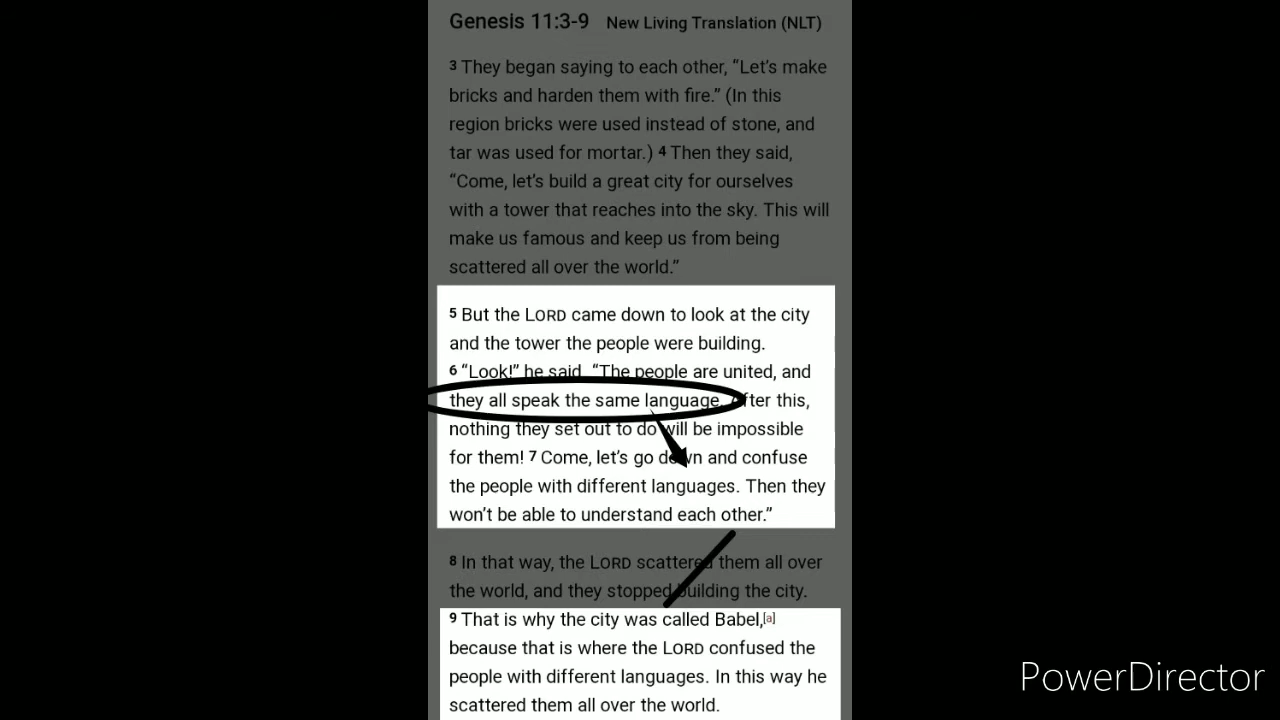 Genesis 11:3-9 New Living Translation (NLT)
3 They began saying to each other, “Let’s make
bricks and harden them with fire.” (In this
region bricks were used instead of stone, and
tar was used for mortar.) 4 Then they said,
“Come, let’s build a great city for ourselves
with a tower that reaches into the sky. This will
make us famous and keep us from being
scattered all over the world.”
5 But the LORD came down to look at the city
and the tower the people were building.
6 “Look!” he said. “The people are united, and
they all speak the same language. After this,
nothing they set out to do will be impossible
for them! 7 Come, let’s go down and confuse
the people with different languages. Then they
won’t be able to understand each other.”
8 In that way, the LORD scattered them all over
the world, and they stopped building the city.
9 That is why the city was called Babel,[a]
because that is where the LORD confused the
people with different languages. In this way he
scattered them all over the world.
PowerDirector